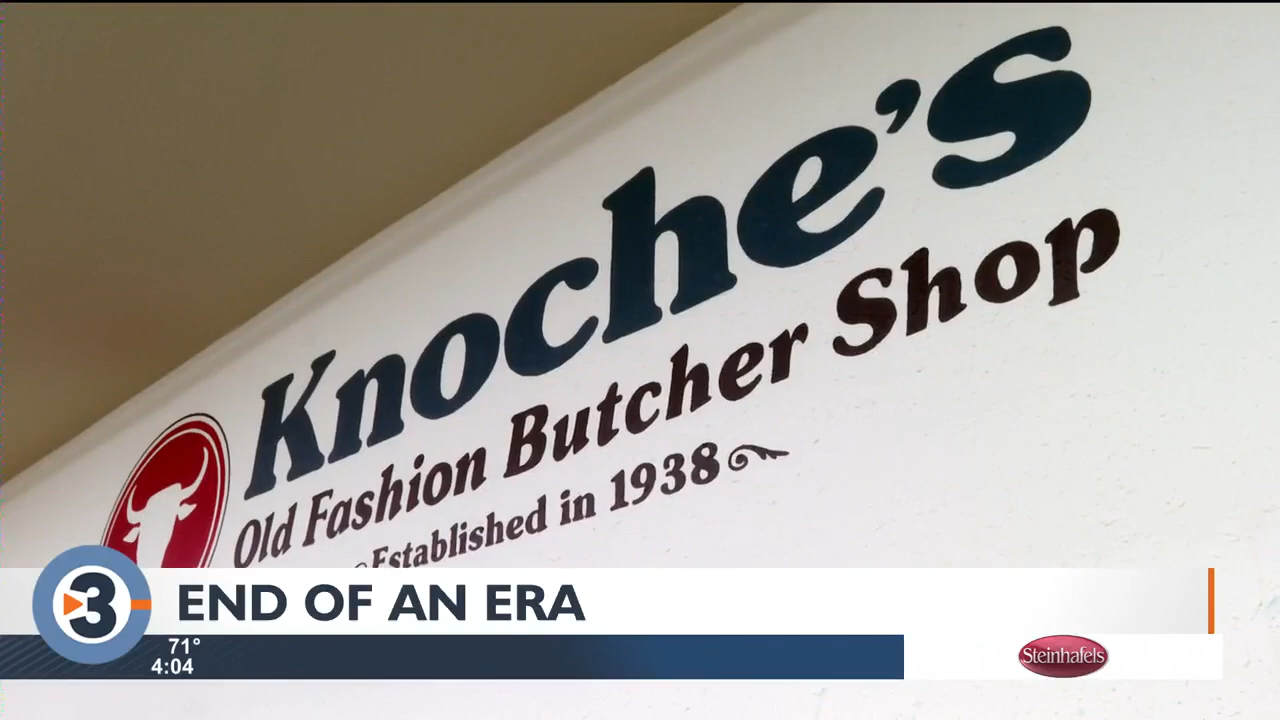 Knoche's
Old Fashion Butcher Shop
Established in 1938
3
END OF AN ERA
71°
4:04
Steinhafels